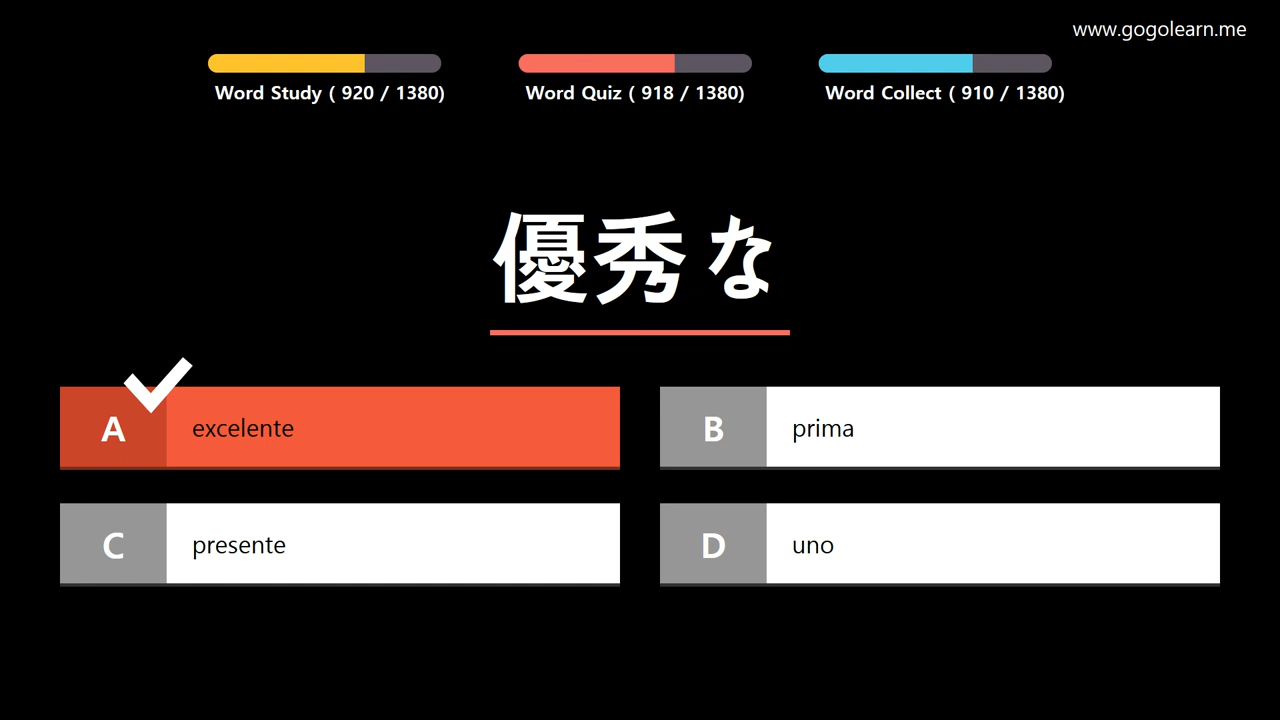 www.gogolearn.me
Word Study ( 920 / 1380)
Word Quiz ( 918 / 1380)
Word Collect ( 910 / 1380)
優秀な
A excelente
B prima
C presente
D uno